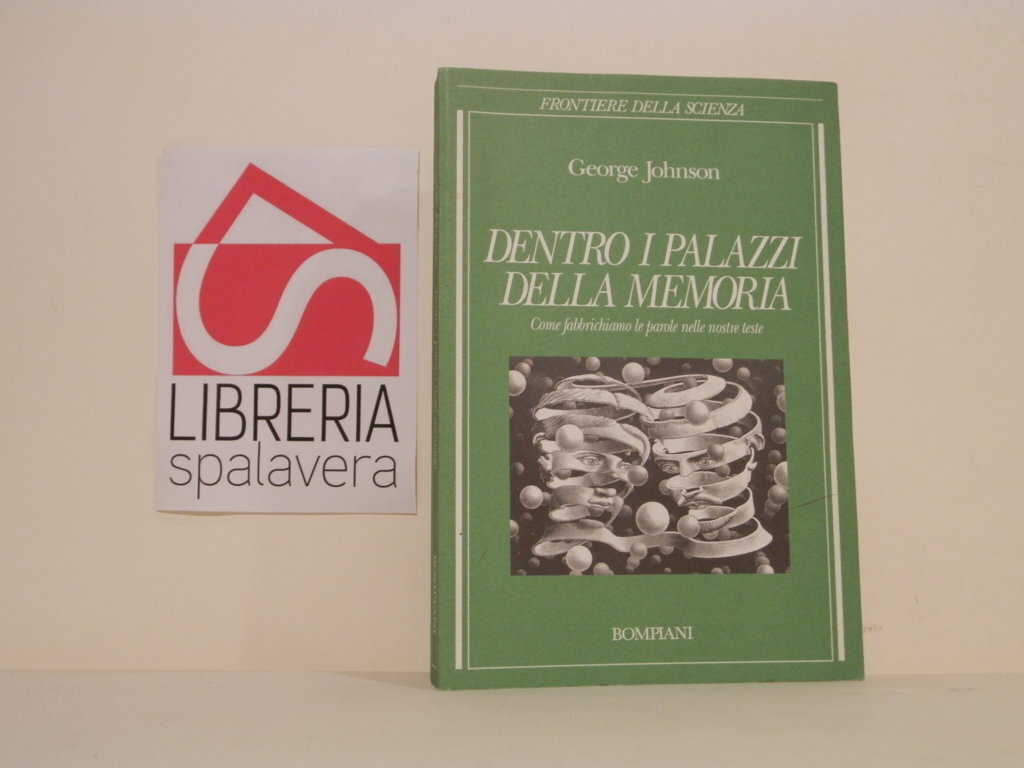 LIBRERIA
spalavera
FRONTIERE DELLA SCIENZA
George Johnson
DENTRO I PALAZZI
DELLA MEMORIA
Come fabbrichiamo le parole nelle nostre teste
BOMPIANI